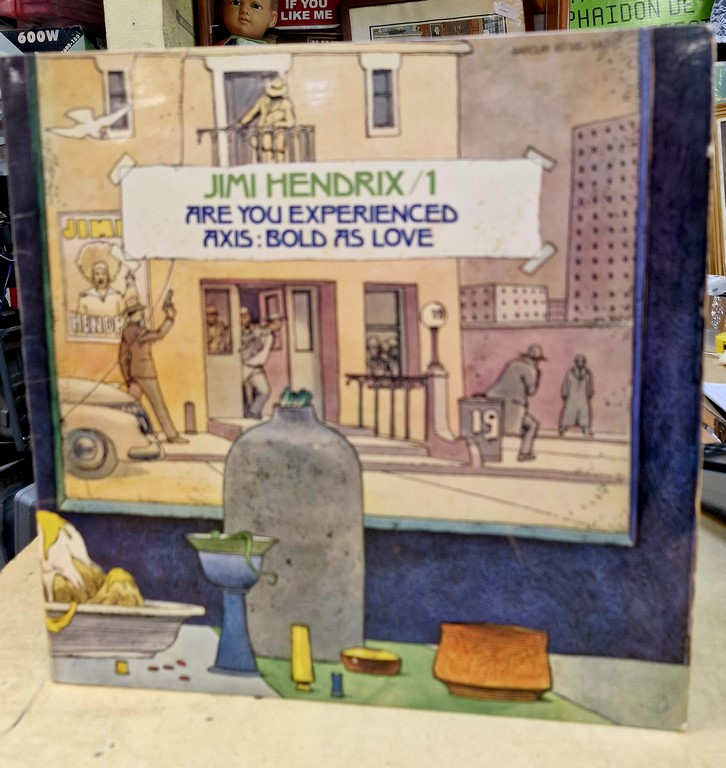 600W
IF YOU
LIKE ME
PHAIDON DE
JIMI HENDRIX/1
ARE YOU EXPERIENCED
AXIS:BOLD AS LOVE
JIMI
HENDR
19